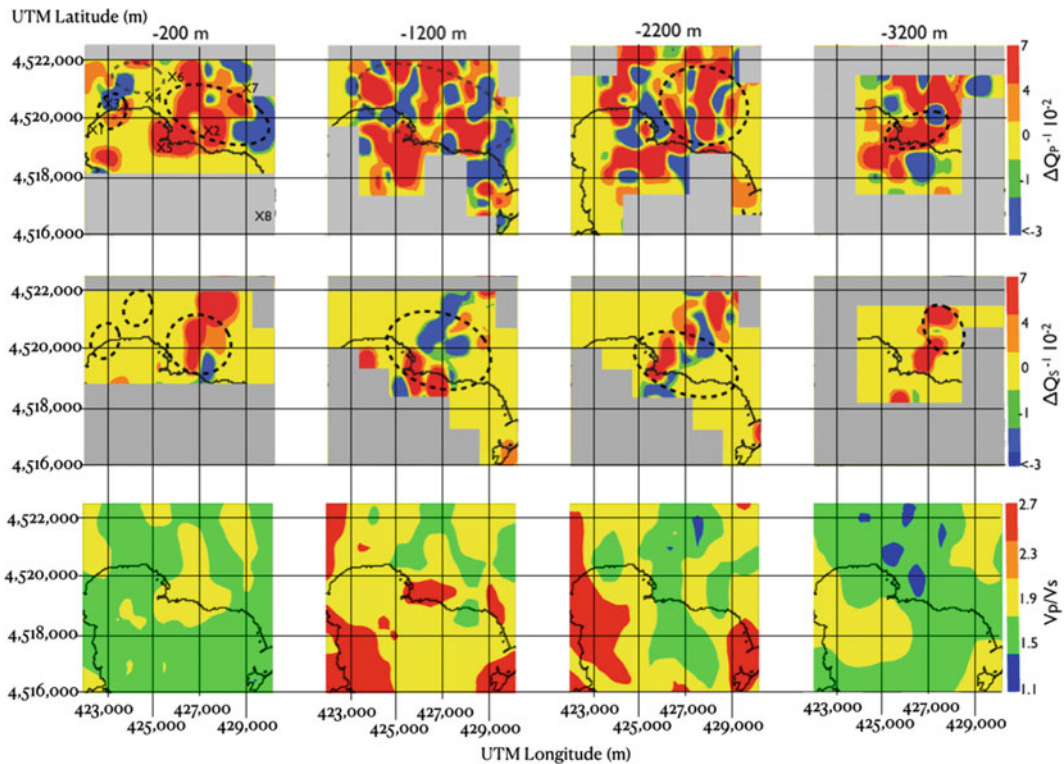 UTM Latitude (m)
-200 m
-1200 m
-2200 m
-3200 m
4,522,000
4,520,000
4,518,000
4,516,000
X6
X7
X3
X4
X1
X2
X5
X8
7
4
0
-1
<-3
ΔQP⁻¹ 10⁻²
4,522,000
4,520,000
4,518,000
4,516,000
7
4
0
-1
<-3
ΔQS⁻¹ 10⁻²
4,522,000
4,520,000
4,518,000
4,516,000
2.7
2.3
1.9
1.5
1.1
Vp/Vs
423,000
427,000
423,000
427,000
423,000
427,000
423,000
427,000
425,000
429,000
425,000
429,000
425,000
429,000
425,000
429,000
UTM Longitude (m)